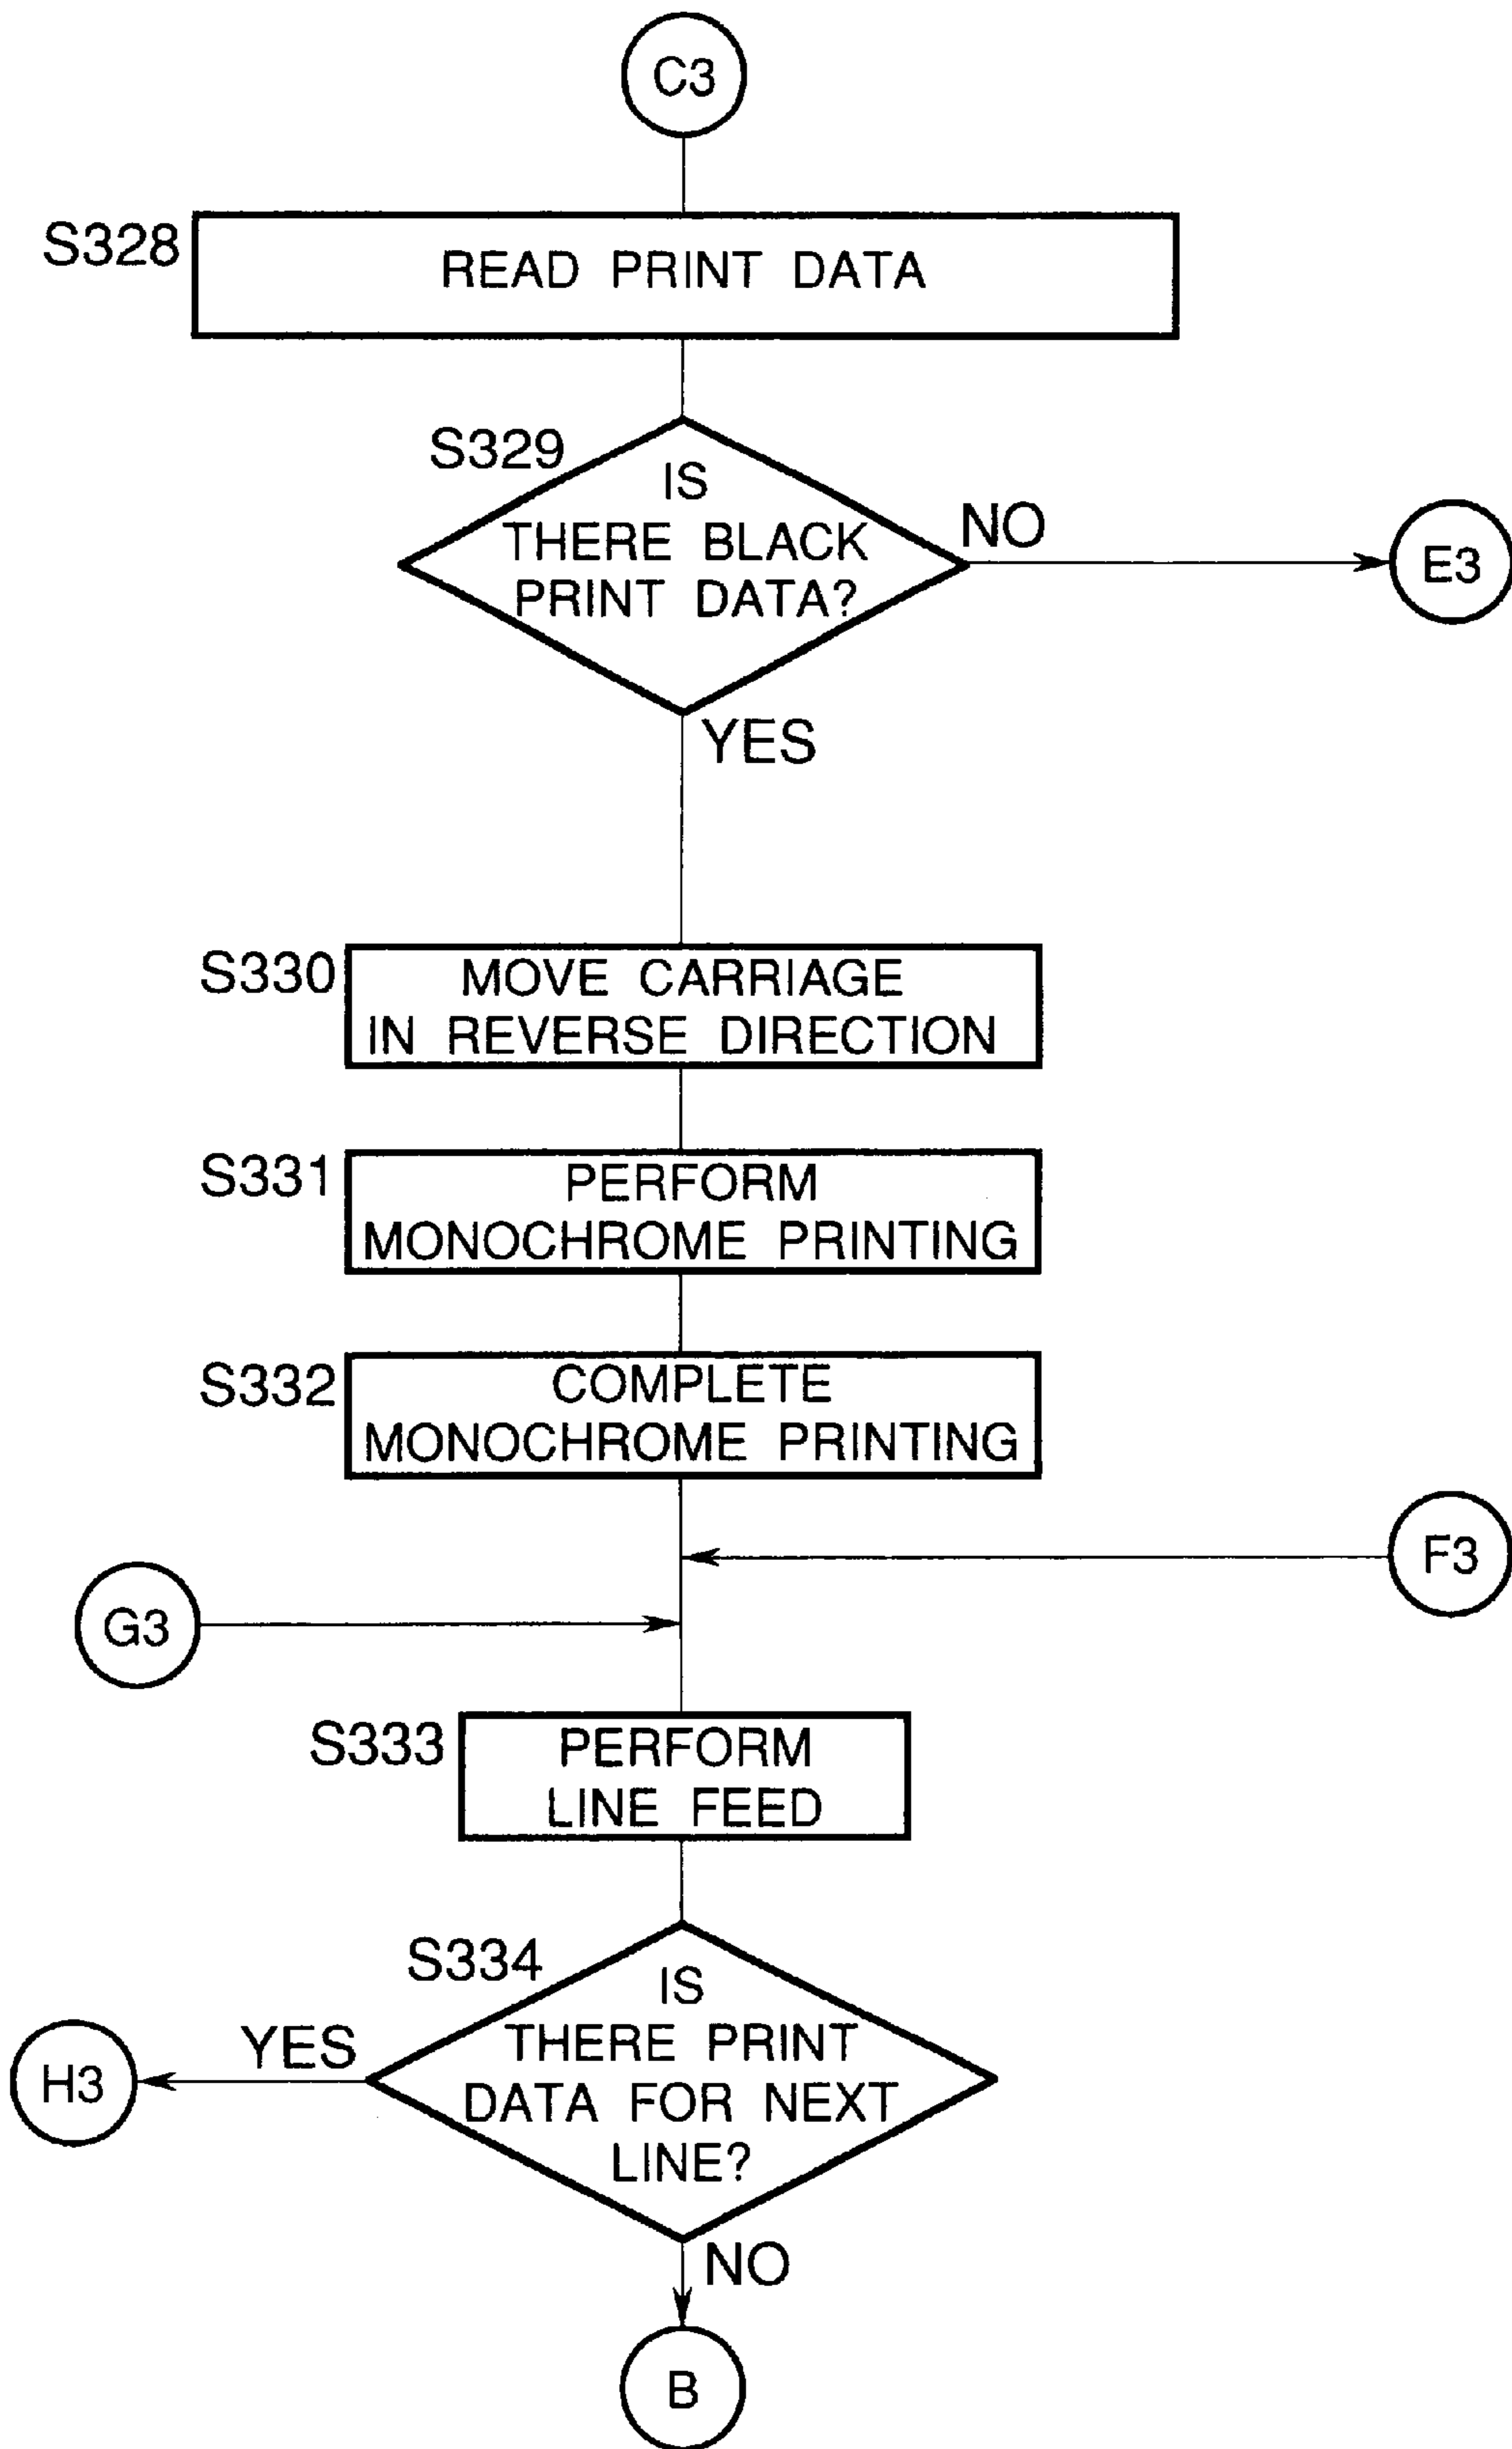 C3
S328
READ PRINT DATA
S329
IS
THERE BLACK
PRINT DATA?
NO
E3
YES
S330
MOVE CARRIAGE
IN REVERSE DIRECTION
S331
PERFORM
MONOCHROME PRINTING
S332
COMPLETE
MONOCHROME PRINTING
F3
G3
S333
PERFORM
LINE FEED
S334
IS
THERE PRINT
DATA FOR NEXT
LINE?
YES
H3
NO
B